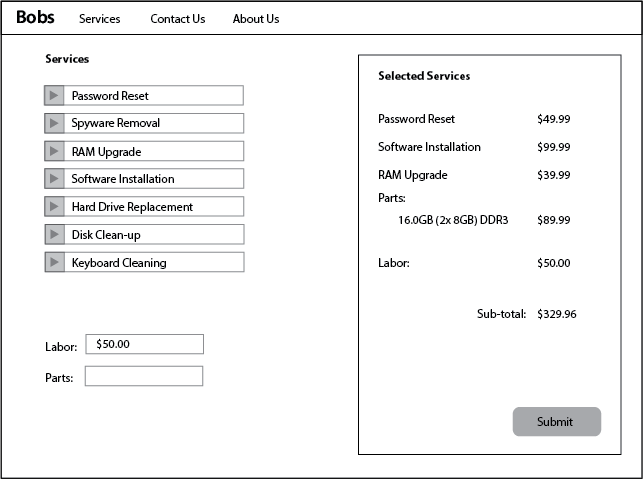 Bobs Services Contact Us About Us
Services
Password Reset
Spyware Removal
RAM Upgrade
Software Installation
Hard Drive Replacement
Disk Clean-up
Keyboard Cleaning
Labor: $50.00
Parts:
Selected Services
Password Reset $49.99
Software Installation $99.99
RAM Upgrade $39.99
Parts:
16.0GB (2x 8GB) DDR3 $89.99
Labor: $50.00
Sub-total: $329.96
Submit